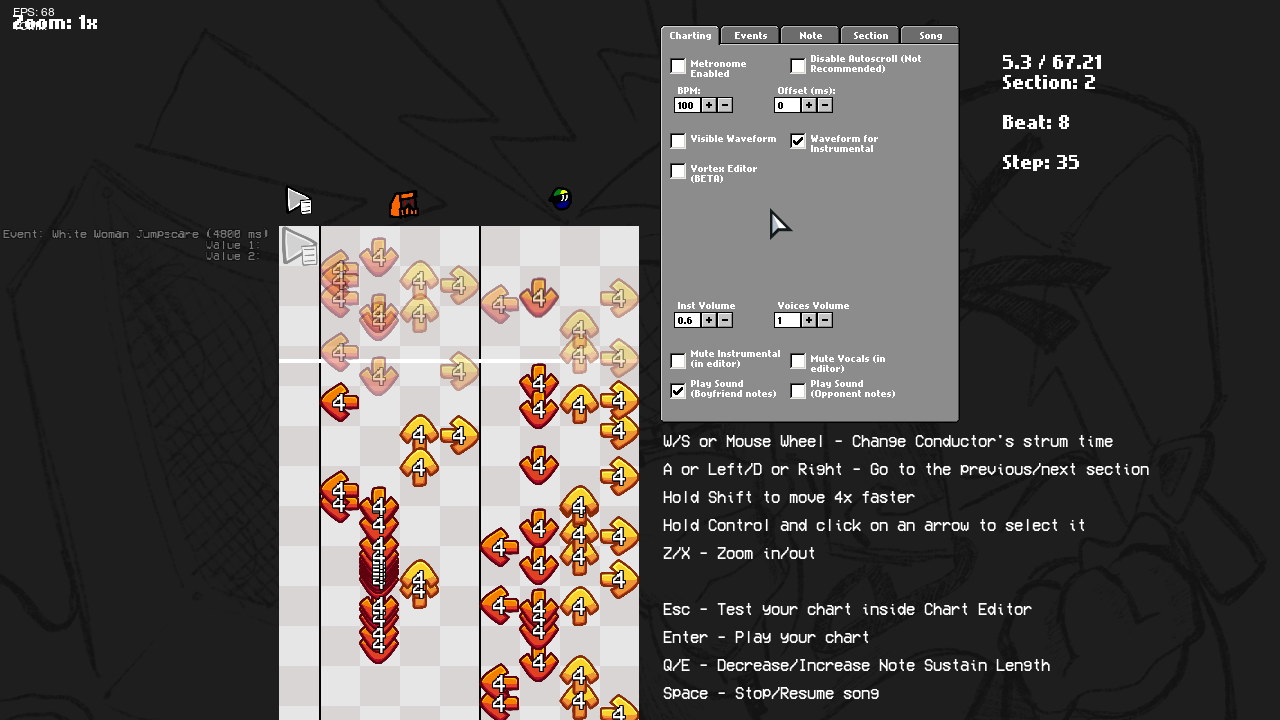 FPS: 68
Zoom: 1x
Charting
Events
Note
Section
Song
Metronome
Enabled
Disable Autoscroll (Not
Recommended)
BPM:
Offset (ms):
100 + -
0 + -
Visible Waveform
Waveform for
Instrumental
Vortex Editor
(BETA)
Inst Volume
Voices Volume
0.6 + -
1 + -
Mute Instrumental
(in editor)
Mute Vocals (in
editor)
Play Sound
(Boyfriend notes)
Play Sound
(Opponent notes)
5.3 / 67.21
Section: 2
Beat: 8
Step: 35
Event: White Woman Jumpscare (4800 ms)
Value 1:
Value 2:
W/S or Mouse Wheel - Change Conductor's strum time
A or Left/D or Right - Go to the previous/next section
Hold Shift to move 4x faster
Hold Control and click on an arrow to select it
Z/X - Zoom in/out
Esc - Test your chart inside Chart Editor
Enter - Play your chart
Q/E - Decrease/Increase Note Sustain Length
Space - Stop/Resume song